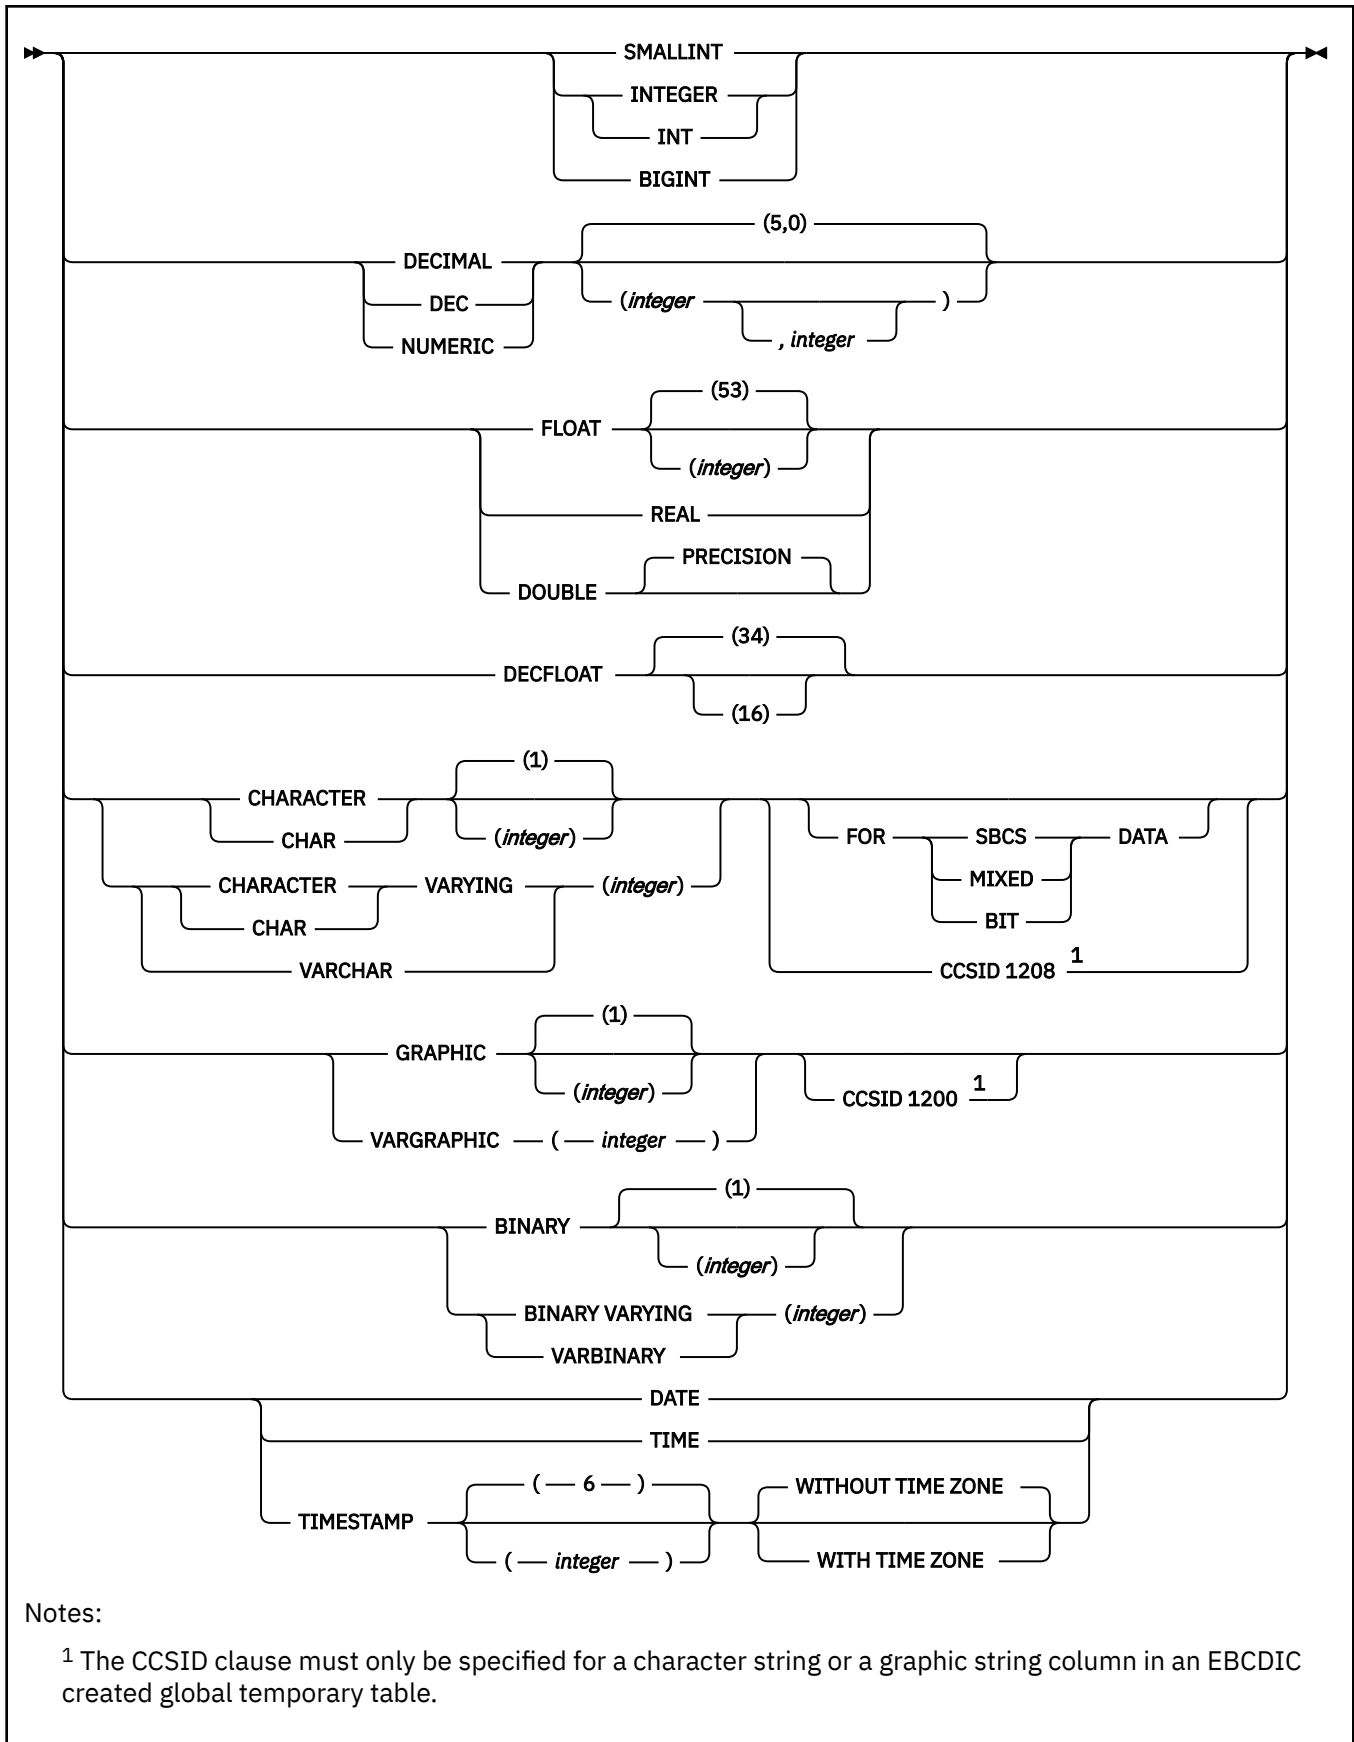 SMALLINT
INTEGER
INT
BIGINT
(5,0)
DECIMAL
(integer )
DEC
, integer
NUMERIC
(53)
FLOAT
(integer)
REAL
PRECISION
DOUBLE
(34)
DECFLOAT
(16)
(1)
CHARACTER
(integer) FOR SBCS DATA
CHAR
MIXED
CHARACTER VARYING (integer)
BIT
CHAR
VARCHAR CCSID 1208 1
(1)
GRAPHIC
(integer) CCSID 1200 1
VARGRAPHIC ( integer )
(1)
BINARY
(integer)
BINARY VARYING (integer)
VARBINARY
DATE
TIME
( 6 ) WITHOUT TIME ZONE
TIMESTAMP
( integer ) WITH TIME ZONE
Notes:
1 The CCSID clause must only be specified for a character string or a graphic string column in an EBCDIC
created global temporary table.